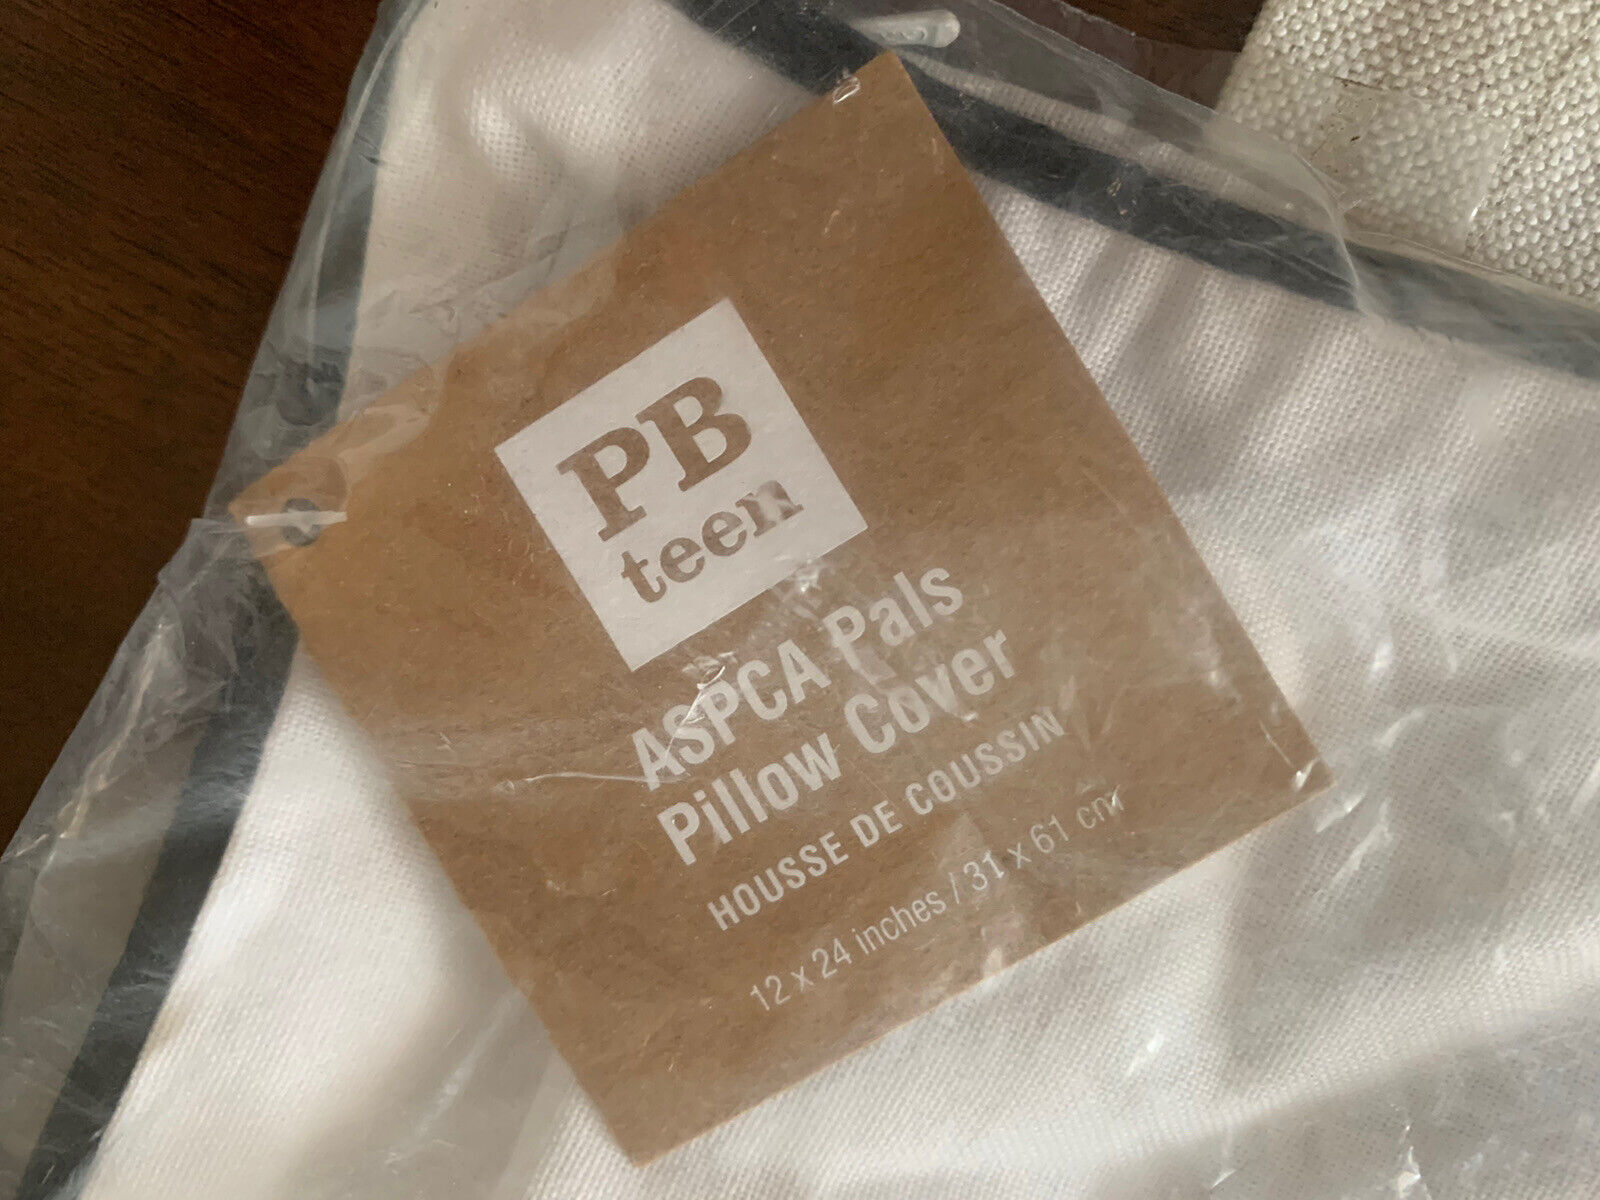 PB
teen
ASPCA Pals
Pillow Cover
HOUSSE DE COUSSIN
12 x 24 inches / 31 x 61 cm